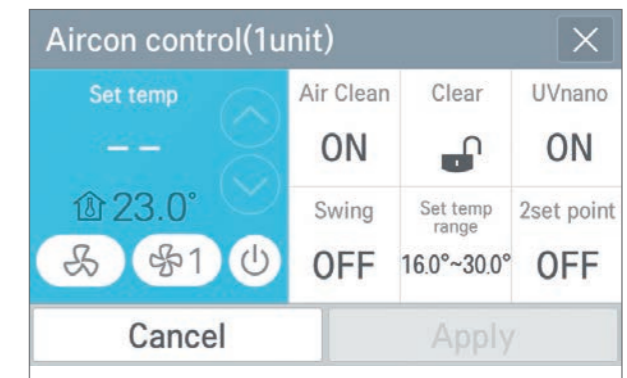 Aircon control(1unit)
Set temp
– –
23.0°
1
Air Clean
ON
Clear
UVnano
ON
Swing
OFF
Set temp
range
16.0°~30.0°
2set point
OFF
Cancel
Apply